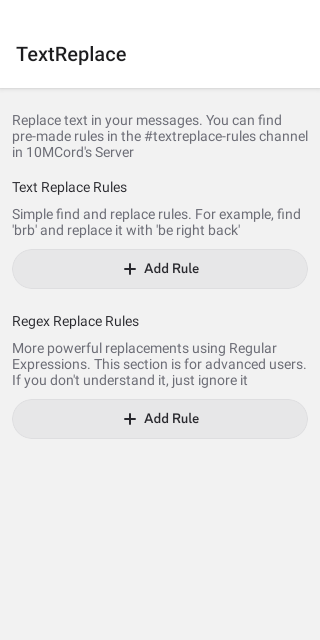 TextReplace
Replace text in your messages. You can find
pre-made rules in the #textreplace-rules channel
in 10MCord's Server
Text Replace Rules
Simple find and replace rules. For example, find
'brb' and replace it with 'be right back'
+ Add Rule
Regex Replace Rules
More powerful replacements using Regular
Expressions. This section is for advanced users.
If you don't understand it, just ignore it
+ Add Rule